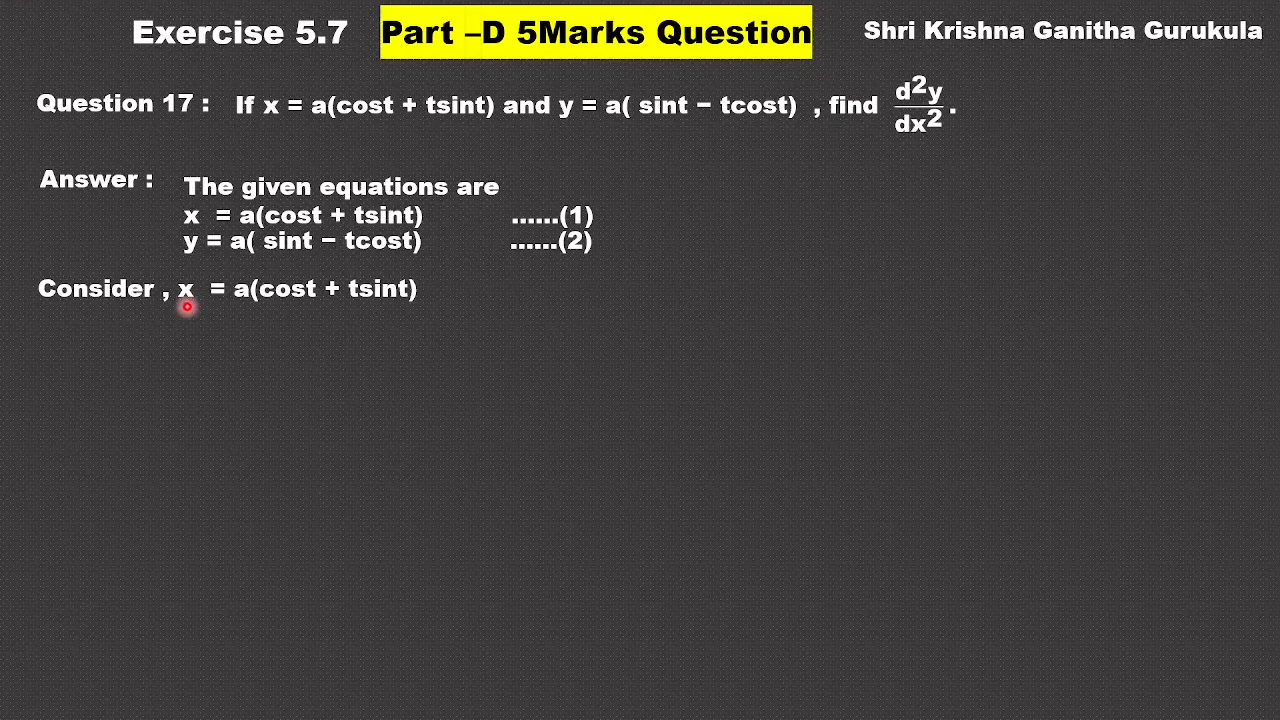 Exercise 5.7 Part –D 5Marks Question Shri Krishna Ganitha Gurukula
Question 17 : If x = a(cost + tsint) and y = a( sint − tcost) , find d²y/dx² .
Answer : The given equations are
x = a(cost + tsint) ......(1)
y = a( sint − tcost) ......(2)
Consider , x = a(cost + tsint)